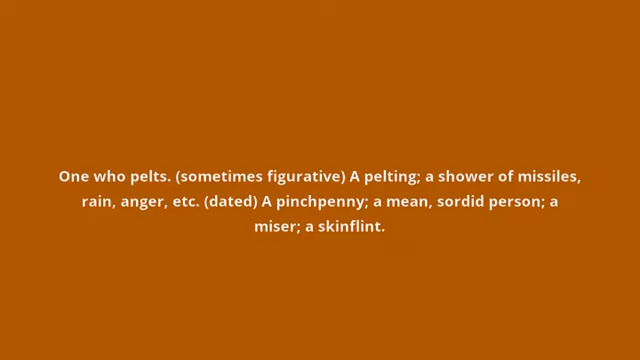 One who pelts. (sometimes figurative) A pelting; a shower of missiles,
rain, anger, etc. (dated) A pinchpenny; a mean, sordid person; a
miser; a skinflint.